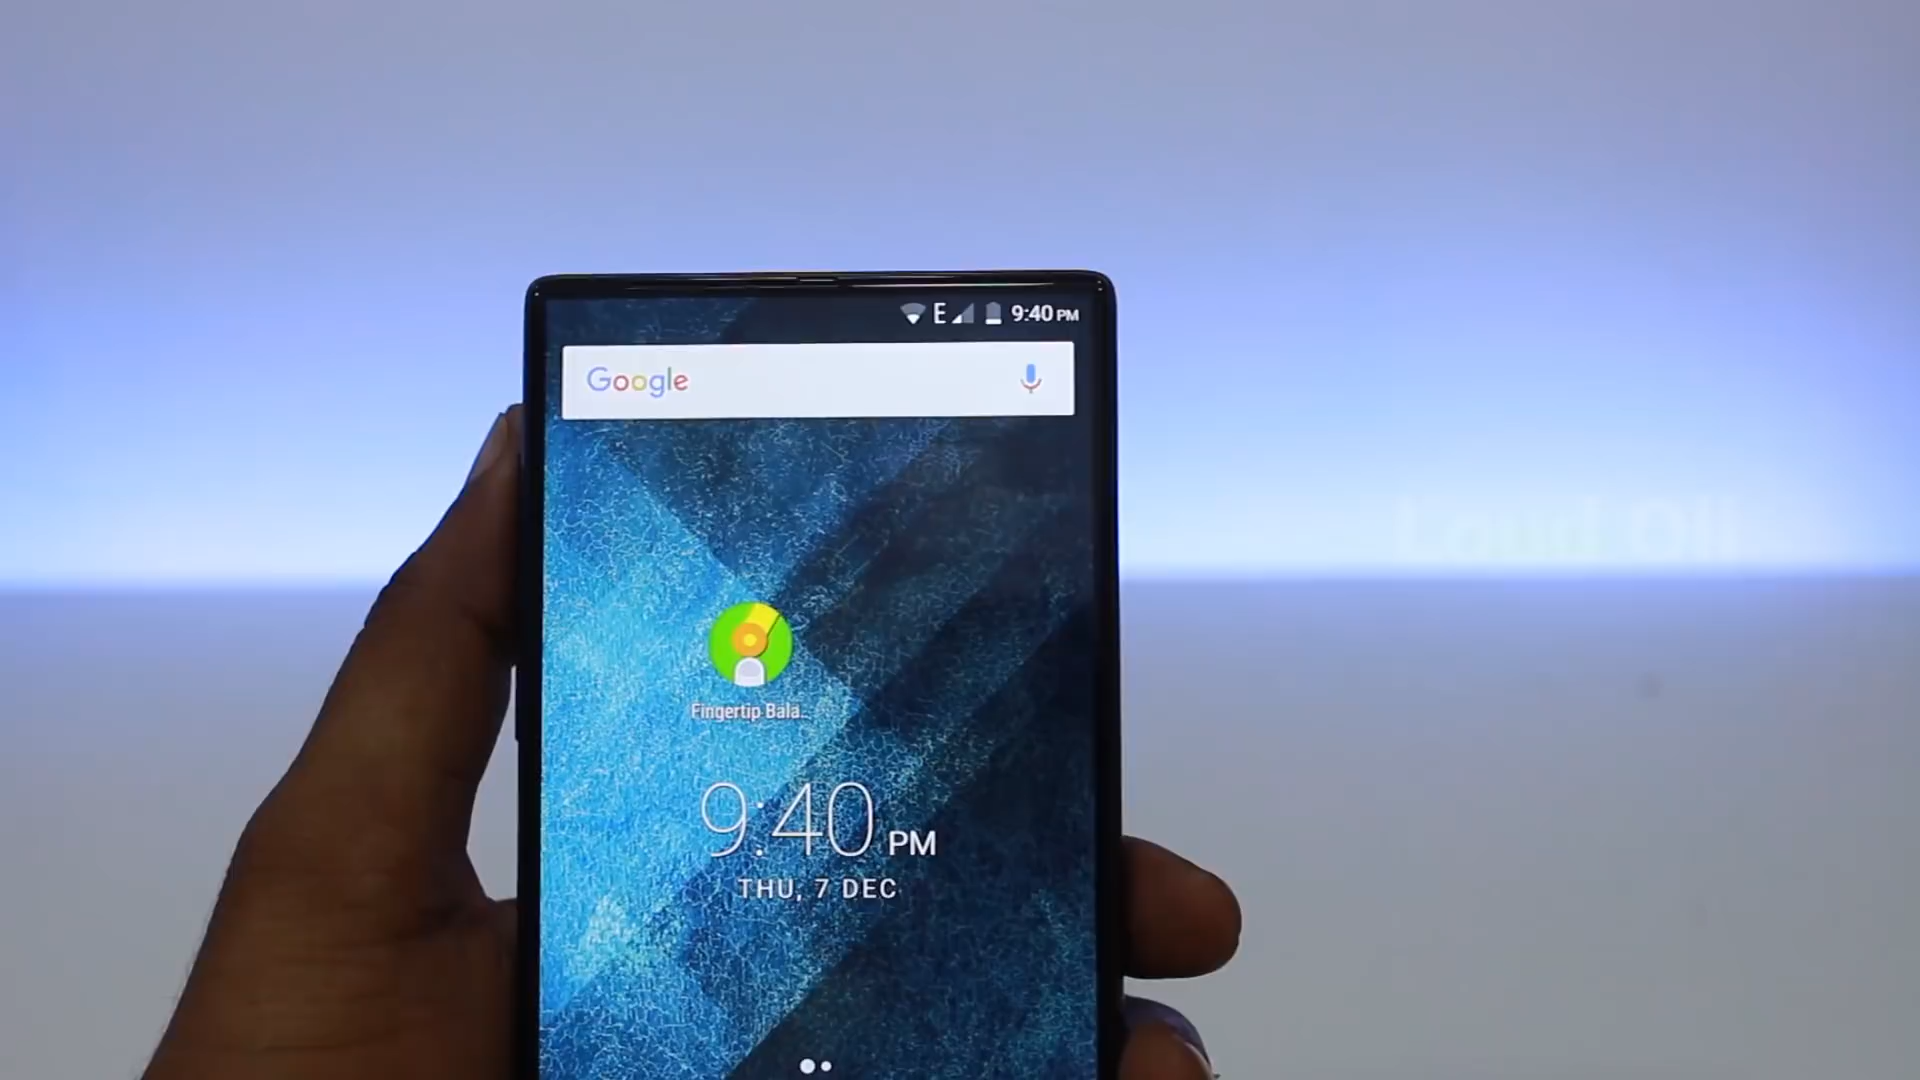 E 9:40 PM
Google
Fingertip Bala..
9:40 PM
THU, 7 DEC